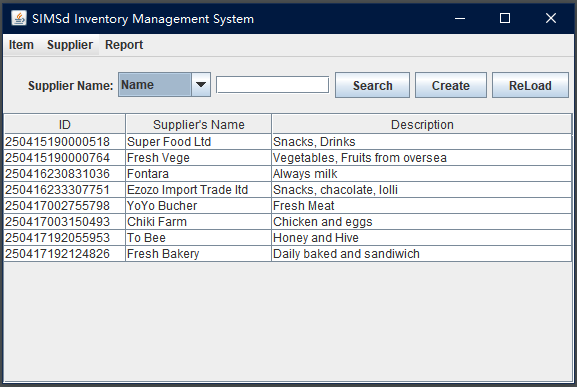 SIMSd Inventory Management System
Item Supplier Report
Supplier Name: Name Search Create ReLoad
ID Supplier's Name Description
250415190000518 Super Food Ltd Snacks, Drinks
250415190000764 Fresh Vege Vegetables, Fruits from oversea
250416230831036 Fontara Always milk
250416233307751 Ezozo Import Trade ltd Snacks, chacolate, lolli
250417002755798 YoYo Bucher Fresh Meat
250417003150493 Chiki Farm Chicken and eggs
250417192055953 To Bee Honey and Hive
250417192124826 Fresh Bakery Daily baked and sandiwich